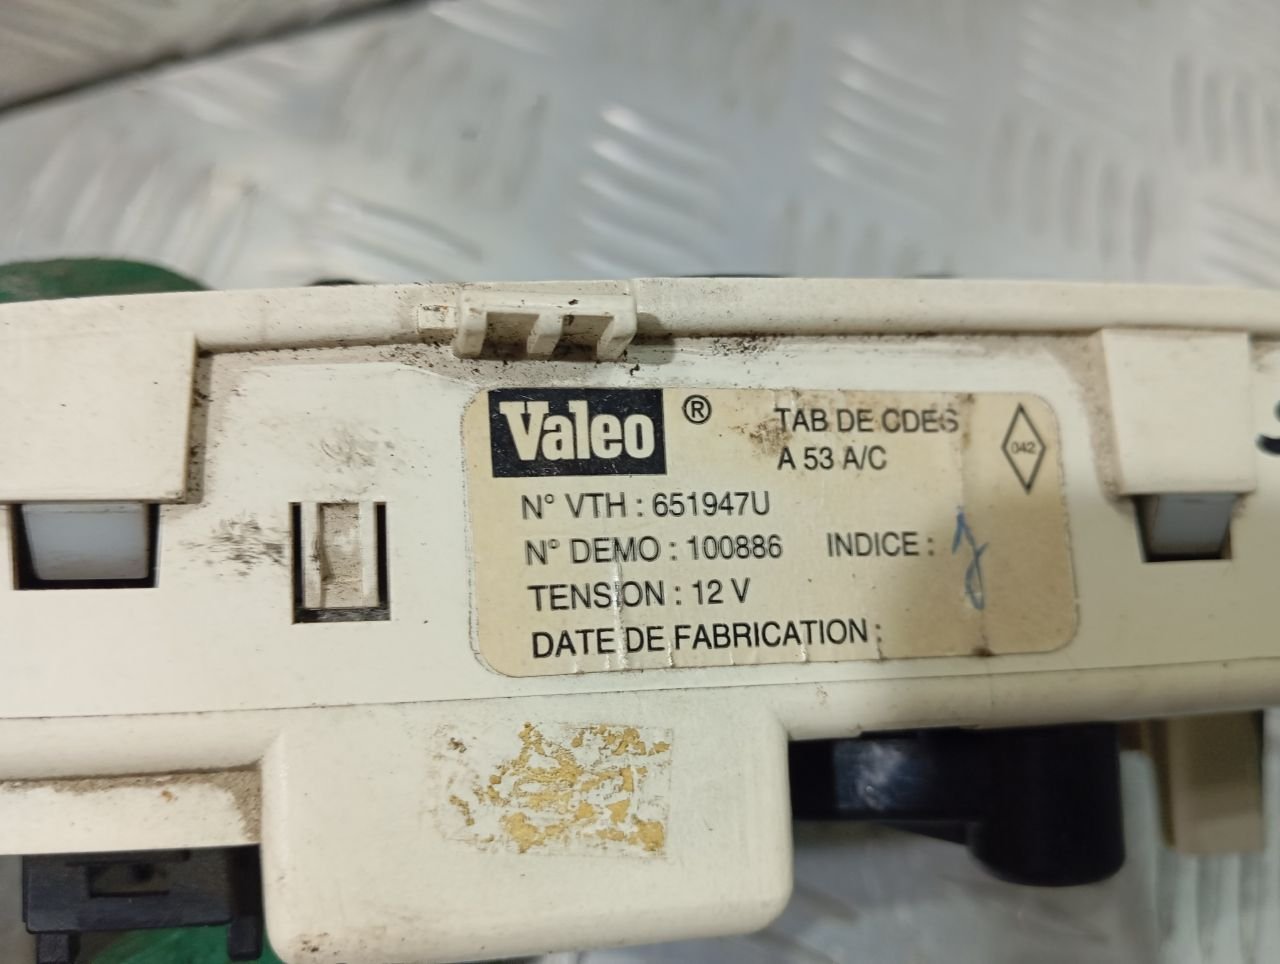 Valeo ®
TAB DE CDES
A 53 A/C
042
N° VTH : 651947U
N° DEMO : 100886 INDICE :
TENSION : 12 V
DATE DE FABRICATION :